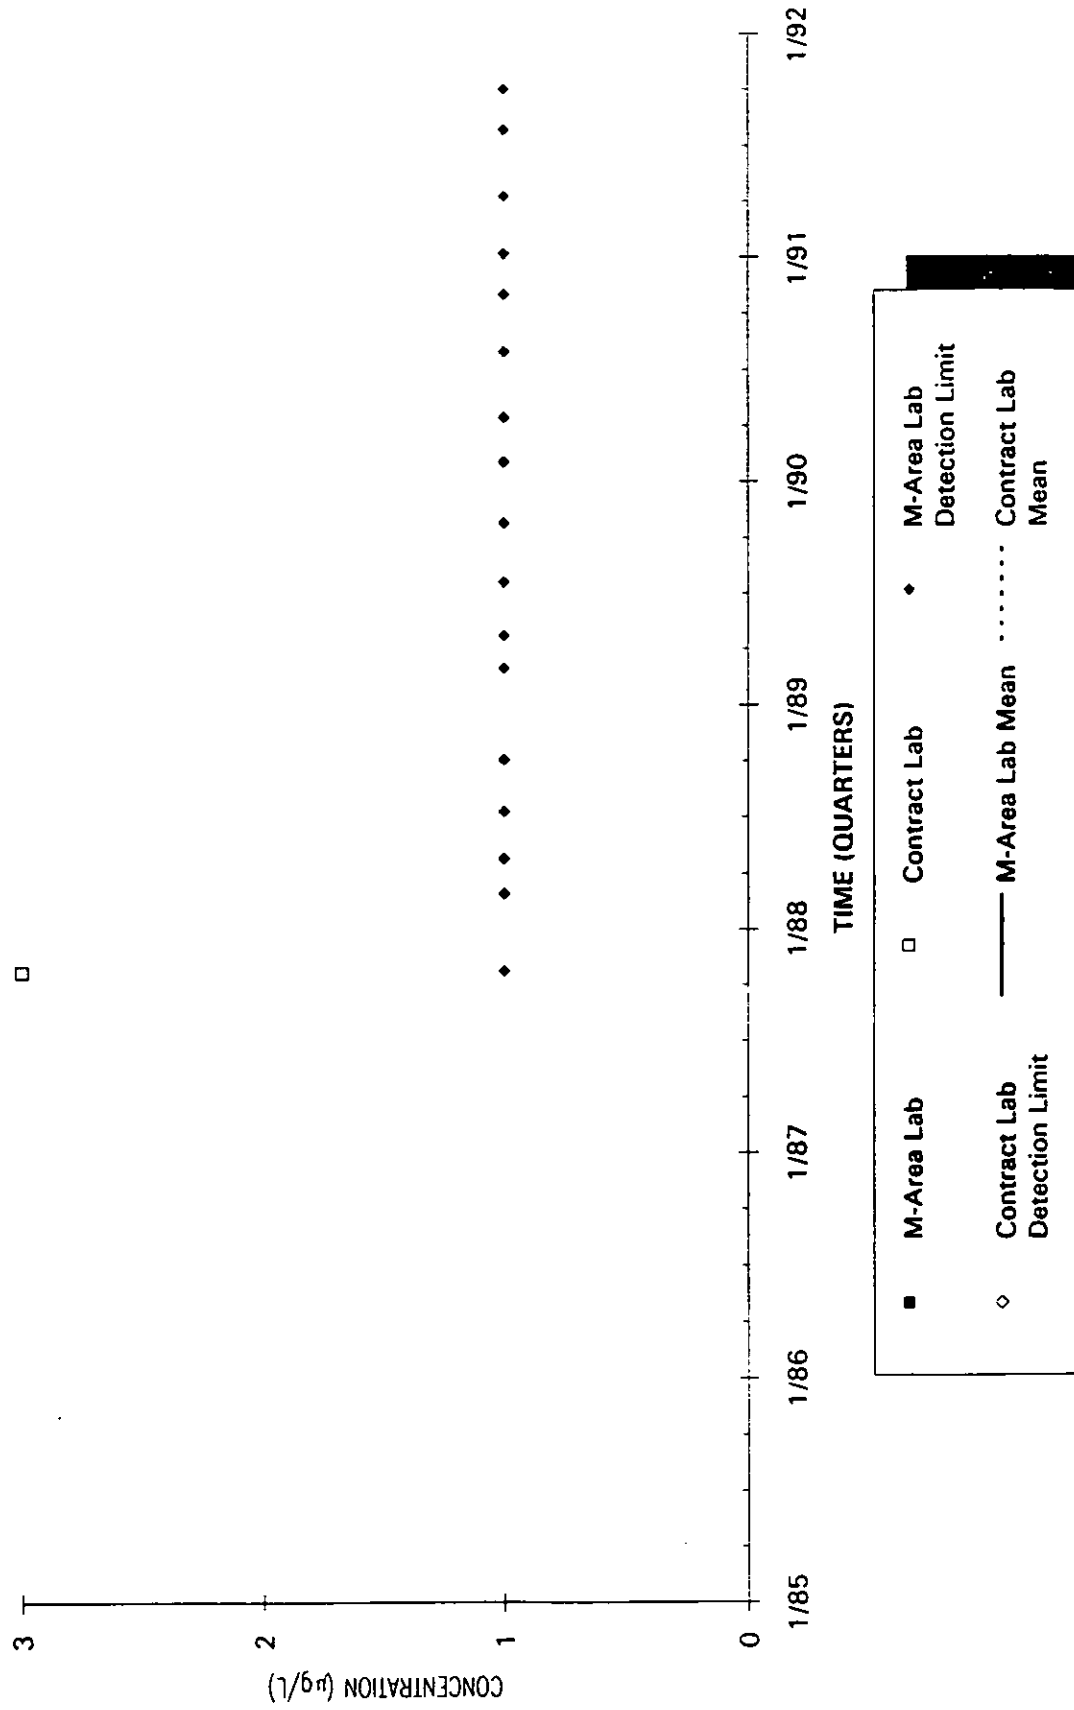 3
2
1
0
CONCENTRATION (µg/L)
1/85
1/86
1/87
1/88
1/89
1/90
1/91
1/92
TIME (QUARTERS)
M-Area Lab
Contract Lab
M-Area Lab
Detection Limit
Contract Lab
Detection Limit
M-Area Lab Mean
Contract Lab
Mean